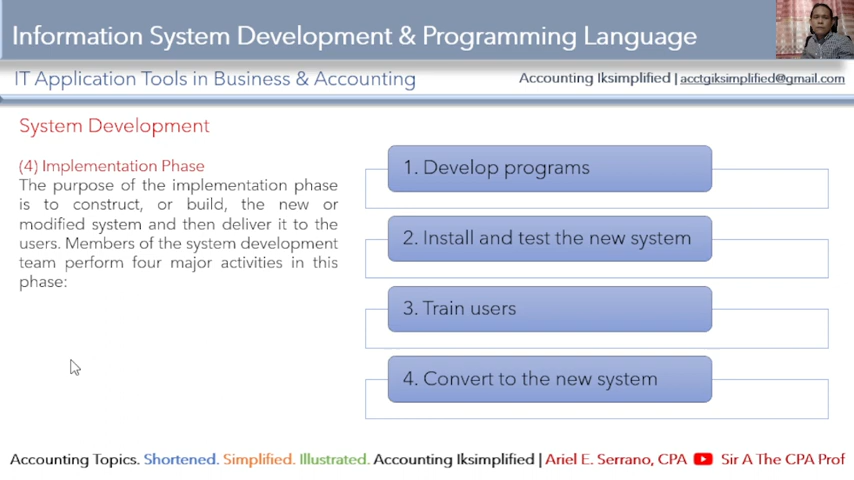 Information System Development & Programming Language
IT Application Tools in Business & Accounting
Accounting Iksimplified | acctgiksimplified@gmail.com
System Development
(4) Implementation Phase
The purpose of the implementation phase
is to construct, or build, the new or
modified system and then deliver it to the
users. Members of the system development
team perform four major activities in this
phase:
1. Develop programs
2. Install and test the new system
3. Train users
4. Convert to the new system
Accounting Topics. Shortened. Simplified. Illustrated. Accounting Iksimplified | Ariel E. Serrano, CPA Sir A The CPA Prof